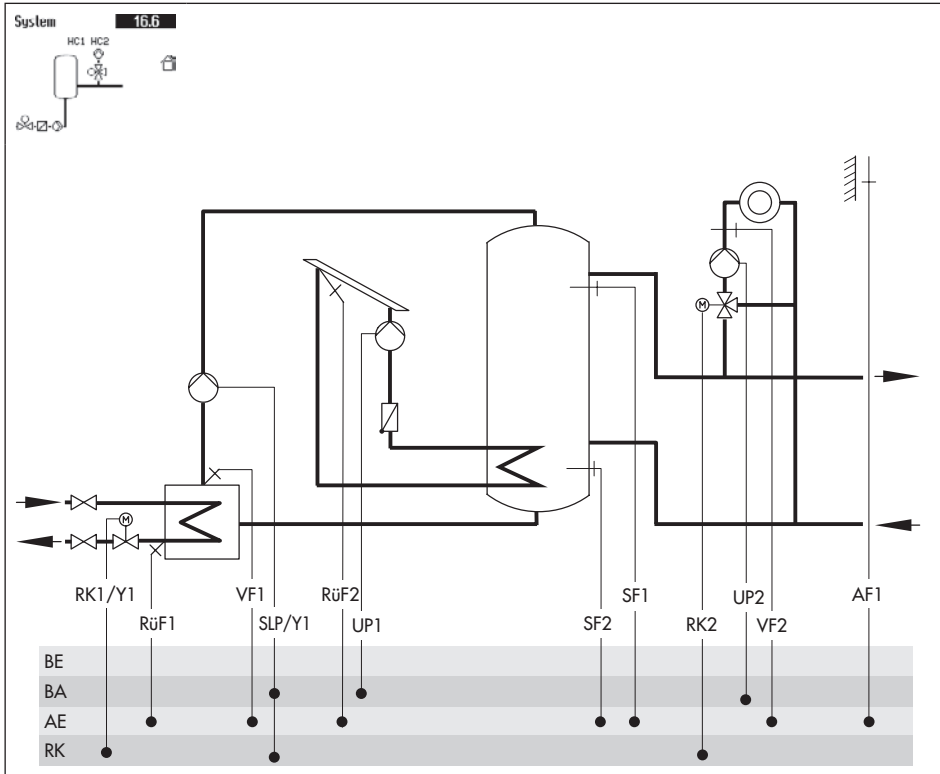 System 16.6
HC1 HC2
M
M
RK1/Y1 VF1 RüF2 SF1 UP2 AF1
RüF1 SLP/Y1 UP1 SF2 RK2 VF2
BE
BA
AE
RK